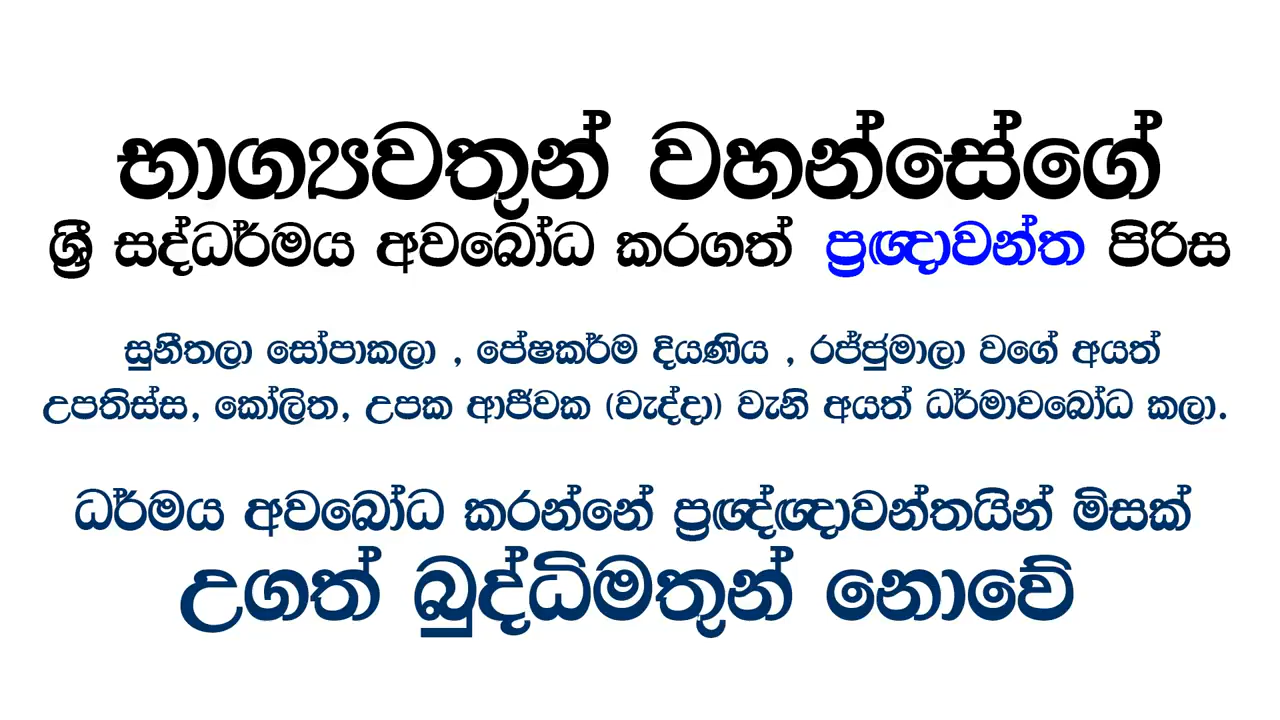 භාග්‍යවතුන් වහන්සේගේ
ශ්‍රී සද්ධර්මය අවබෝධ කරගත් ප්‍රඥාවන්ත පිරිස
සුනීතලා සෝපාකලා , පේෂකර්ම දියණිය , රජ්ජුමාලා වගේ අයත්
උපතිස්ස, කෝලිත, උපක ආජීවක (වැද්දා) වැනි අයත් ධර්මාවබෝධ කලා.
ධර්මය අවබෝධ කරන්නේ ප්‍රඥ්ඥාවන්තයින් මිසක්
උගත් බුද්ධිමතුන් නොවේ